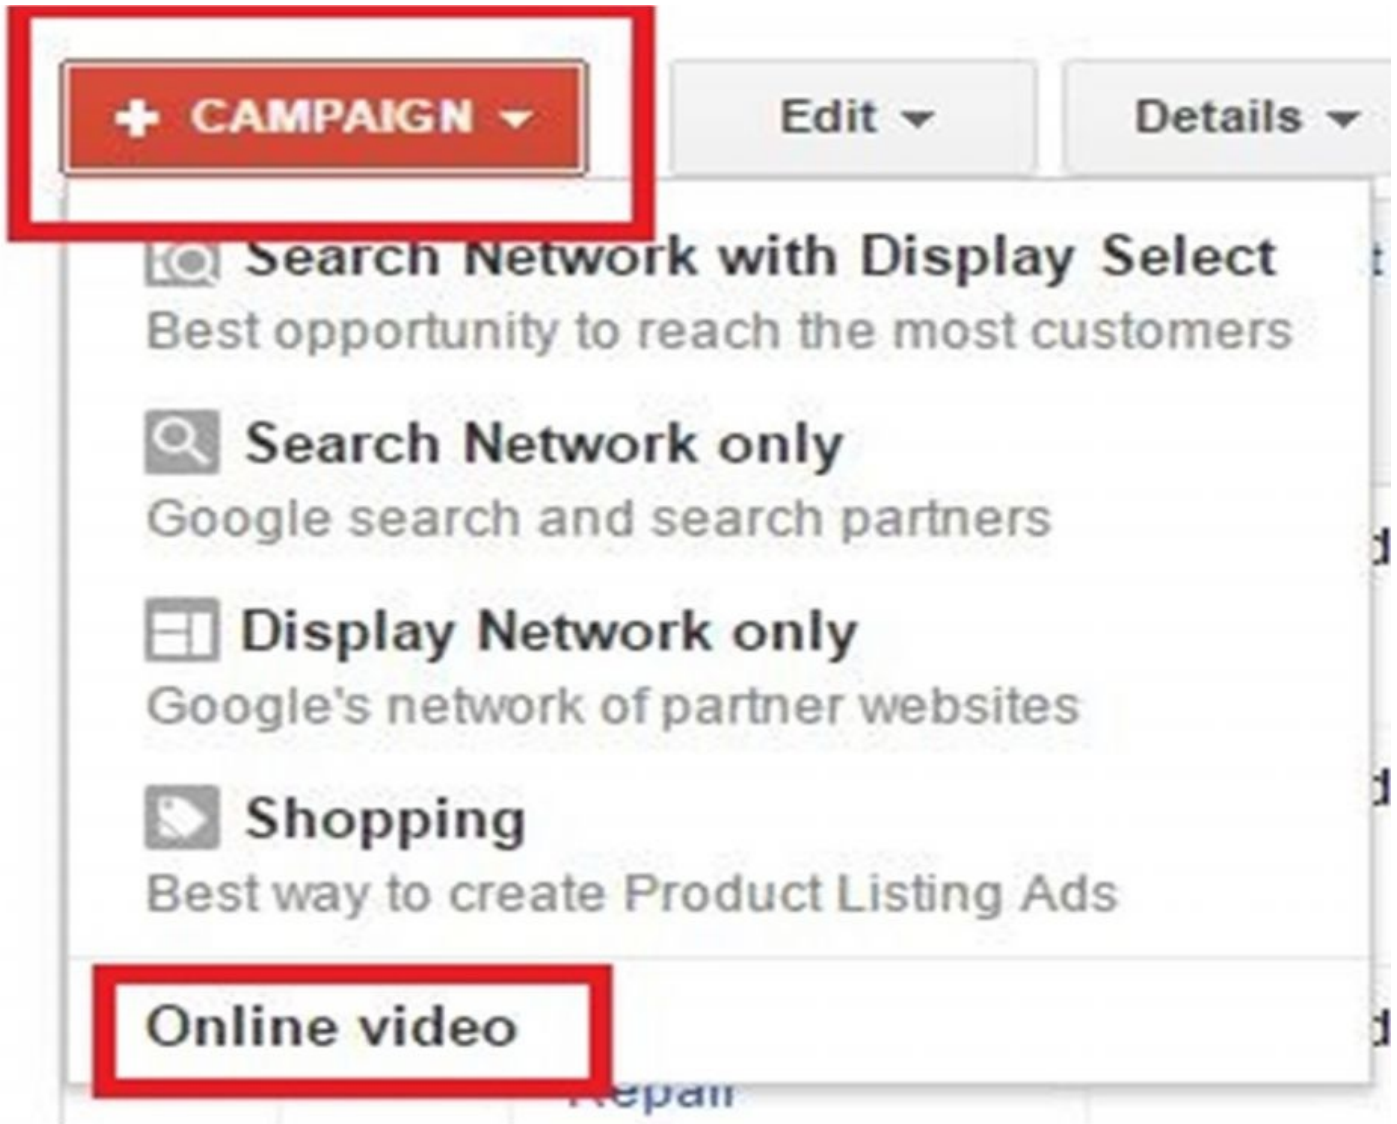 + CAMPAIGN
Edit
Details
Search Network with Display Select
Best opportunity to reach the most customers
Search Network only
Google search and search partners
Display Network only
Google's network of partner websites
Shopping
Best way to create Product Listing Ads
Online video
Repair